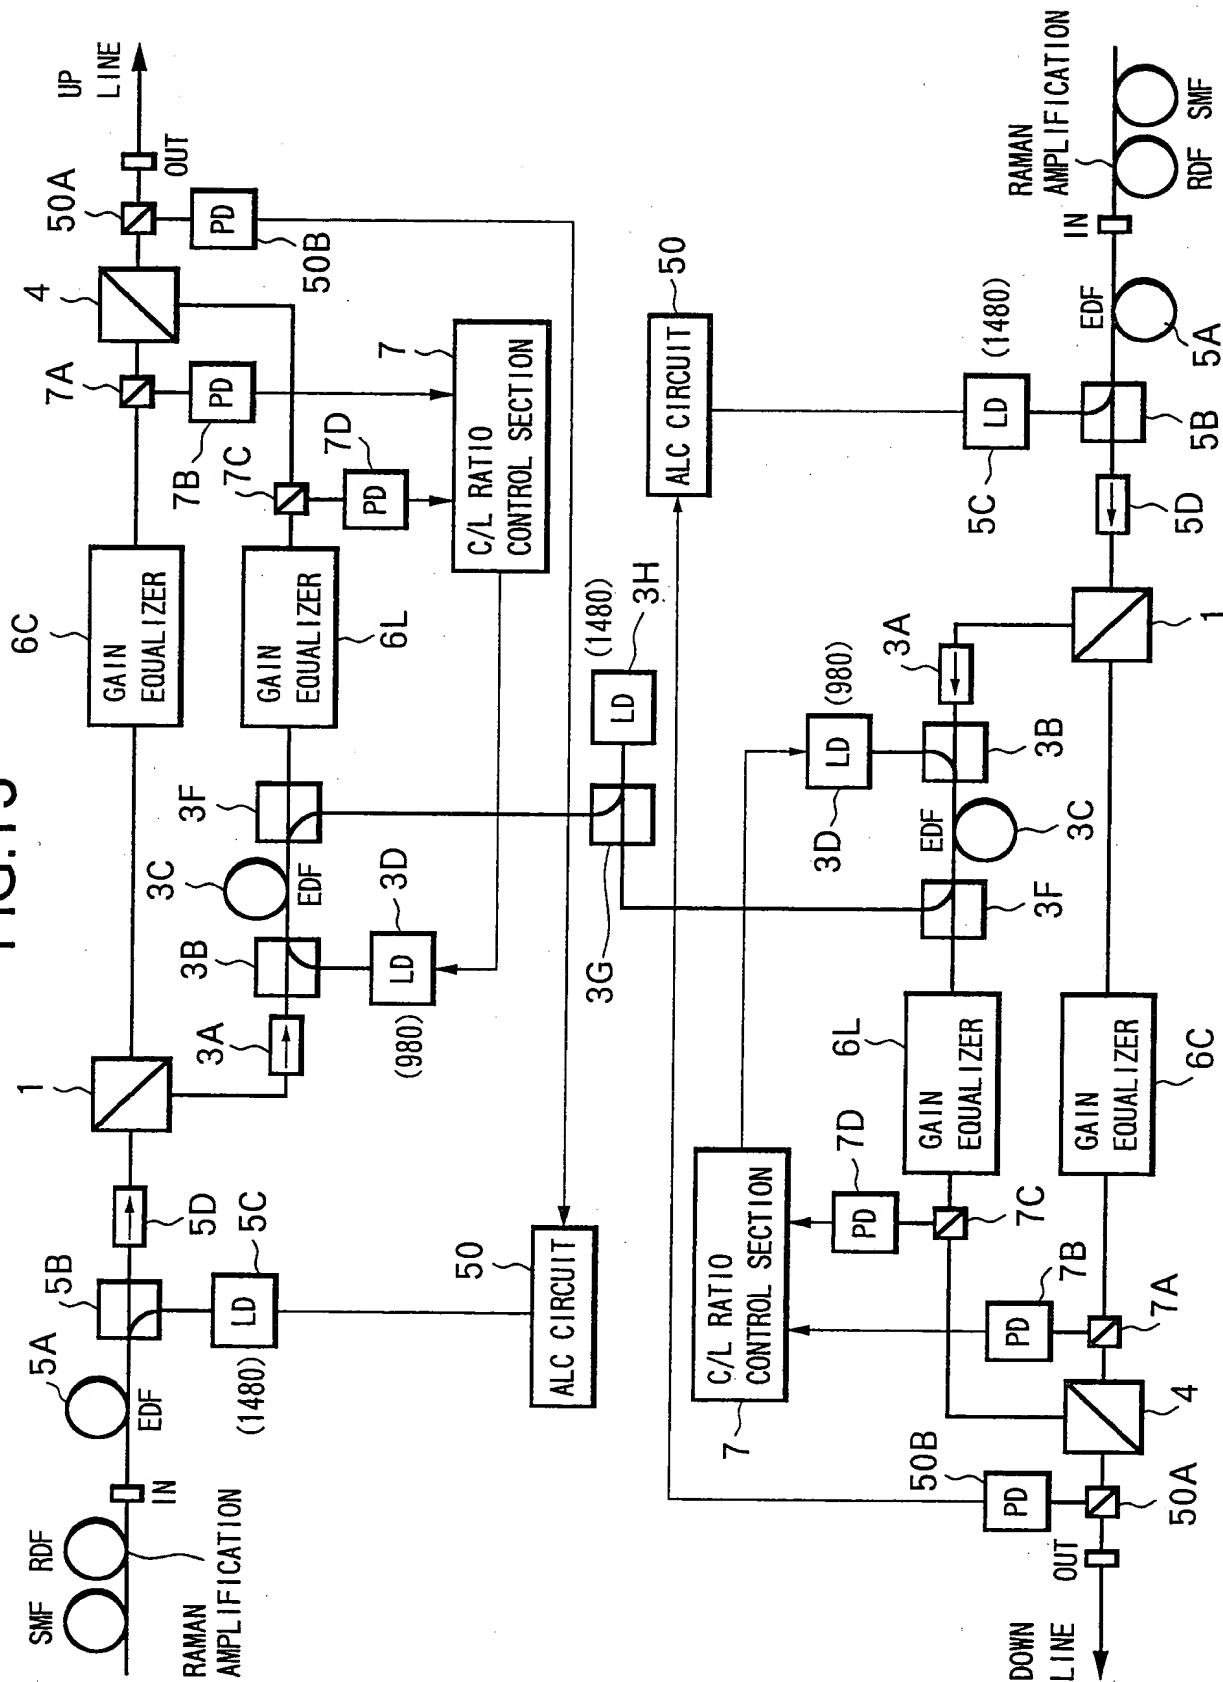 UP
LINE
SMF
RDF
RAMAN
AMPLIFICATION
IN
5A
EDF
5B
5C
LD
(1480)
5D
1
3A
3B
3C
EDF
3D
LD
(980)
3F
6C
GAIN
EQUALIZER
GAIN
EQUALIZER
6L
7A
7B
PD
7C
7D
PD
7
C/L RATIO
CONTROL SECTION
4
50A
PD
50B
OUT
50
ALC CIRCUIT
3G
LD
(1480)
3H
50
ALC CIRCUIT
7
C/L RATIO
CONTROL SECTION
3D
LD
(980)
5C
LD
(1480)
RAMAN
AMPLIFICATION
RDF
SMF
IN
EDF
5A
5B
5D
1
3A
3B
EDF
3C
3F
6L
GAIN
EQUALIZER
GAIN
EQUALIZER
6C
7D
PD
7C
7B
PD
7A
4
50B
PD
50A
OUT
DOWN
LINE